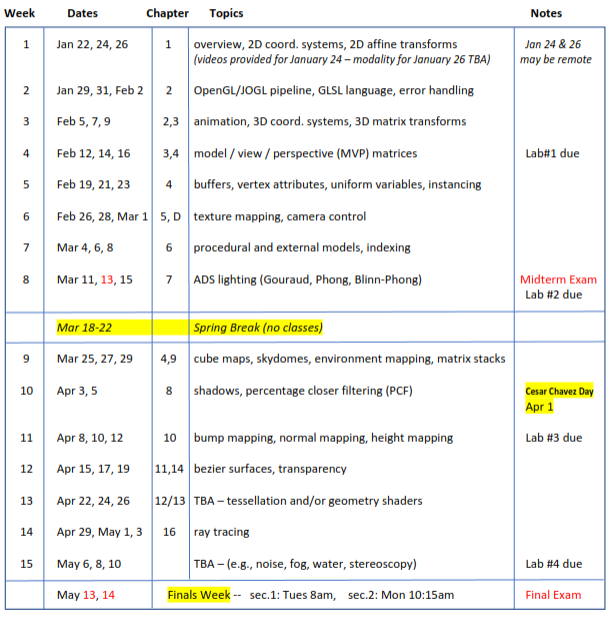 Week Dates Chapter Topics Notes
1 Jan 22, 24, 26 1 overview, 2D coord. systems, 2D affine transforms Jan 24 & 26
(videos provided for January 24 – modality for January 26 TBA) may be remote
2 Jan 29, 31, Feb 2 2 OpenGL/JOGL pipeline, GLSL language, error handling
3 Feb 5, 7, 9 2,3 animation, 3D coord. systems, 3D matrix transforms
4 Feb 12, 14, 16 3,4 model / view / perspective (MVP) matrices Lab#1 due
5 Feb 19, 21, 23 4 buffers, vertex attributes, uniform variables, instancing
6 Feb 26, 28, Mar 1 5, D texture mapping, camera control
7 Mar 4, 6, 8 6 procedural and external models, indexing
8 Mar 11, 13, 15 7 ADS lighting (Gouraud, Phong, Blinn-Phong) Midterm Exam
Lab #2 due
Mar 18-22 Spring Break (no classes)
9 Mar 25, 27, 29 4,9 cube maps, skydomes, environment mapping, matrix stacks
10 Apr 3, 5 8 shadows, percentage closer filtering (PCF) Cesar Chavez Day
Apr 1
11 Apr 8, 10, 12 10 bump mapping, normal mapping, height mapping Lab #3 due
12 Apr 15, 17, 19 11,14 bezier surfaces, transparency
13 Apr 22, 24, 26 12/13 TBA – tessellation and/or geometry shaders
14 Apr 29, May 1, 3 16 ray tracing
15 May 6, 8, 10 TBA – (e.g., noise, fog, water, stereoscopy) Lab #4 due
May 13, 14 Finals Week -- sec.1: Tues 8am, sec.2: Mon 10:15am Final Exam